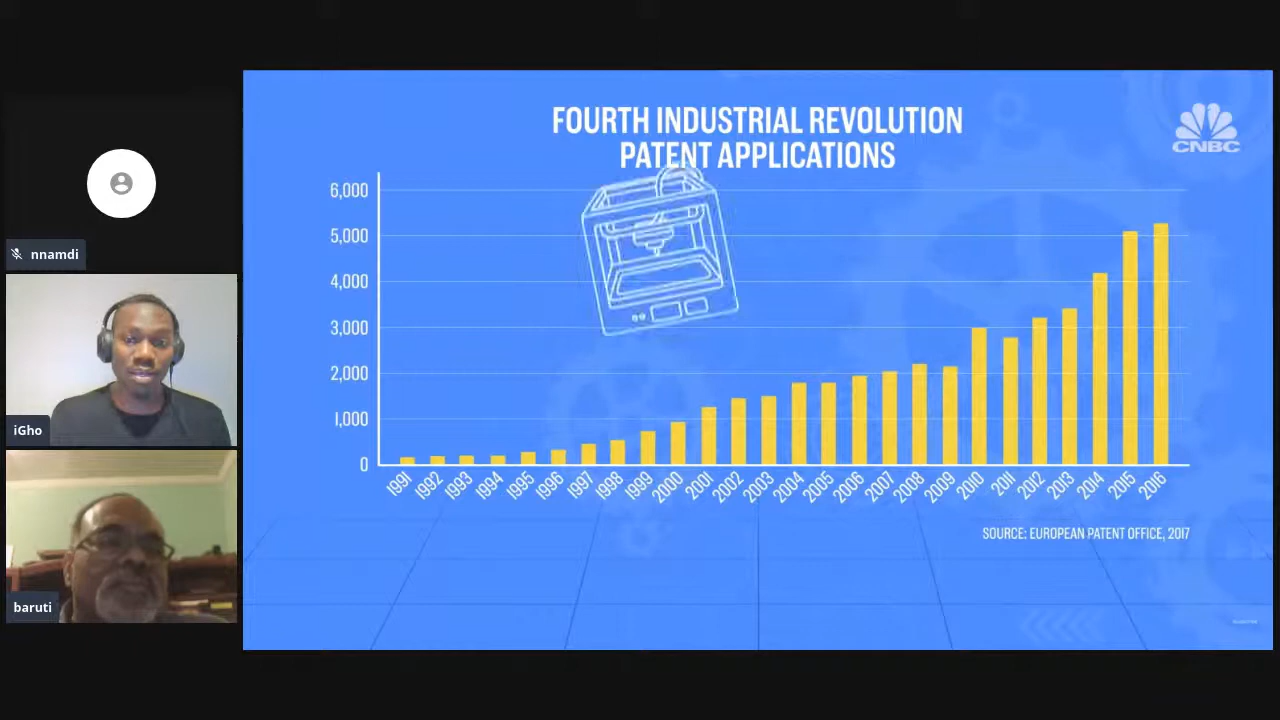 FOURTH INDUSTRIAL REVOLUTION
PATENT APPLICATIONS
CNBC
6,000
5,000
4,000
3,000
2,000
1,000
0
1991 1992 1993 1994 1995 1996 1997 1998 1999 2000 2001 2002 2003 2004 2005 2006 2007 2008 2009 2010 2011 2012 2013 2014 2015 2016
SOURCE: EUROPEAN PATENT OFFICE, 2017
nnamdi
iGho
baruti